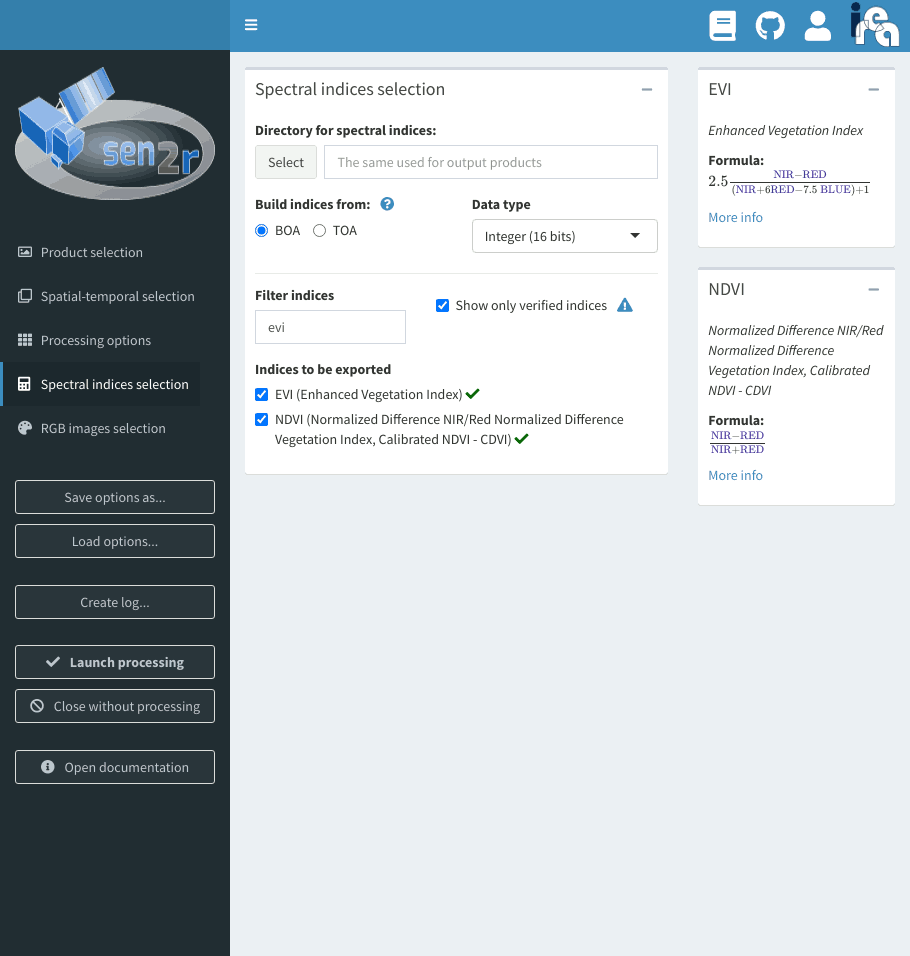 sen2r
Product selection
Spatial-temporal selection
Processing options
Spectral indices selection
RGB images selection
Save options as...
Load options...
Create log...
Launch processing
Close without processing
Open documentation
irea
Spectral indices selection
Directory for spectral indices:
Select
The same used for output products
Build indices from:
BOA
TOA
Data type
Integer (16 bits)
Filter indices
evi
Show only verified indices
Indices to be exported
EVI (Enhanced Vegetation Index)
NDVI (Normalized Difference NIR/Red Normalized Difference
Vegetation Index, Calibrated NDVI - CDVI)
EVI
Enhanced Vegetation Index
Formula:
2.5 NIR−RED
(NIR+6RED−7.5 BLUE)+1
More info
NDVI
Normalized Difference NIR/Red
Normalized Difference
Vegetation Index, Calibrated
NDVI - CDVI
Formula:
NIR−RED
NIR+RED
More info